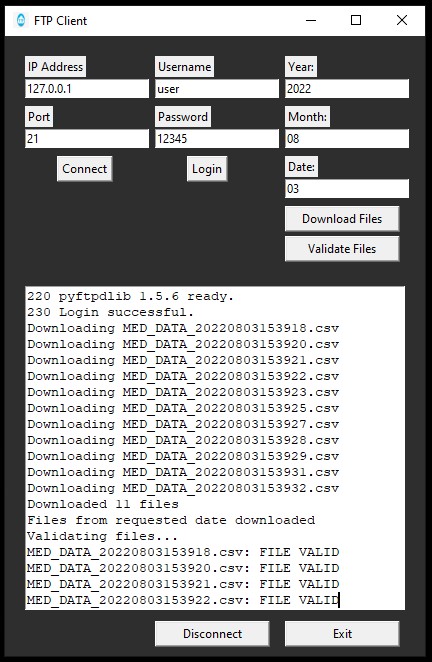 FTP Client
IP Address Username Year:
127.0.0.1 user 2022
Port Password Month:
21 12345 08
Connect Login Date:
03
Download Files
Validate Files
220 pyftpdlib 1.5.6 ready.
230 Login successful.
Downloading MED_DATA_20220803153918.csv
Downloading MED_DATA_20220803153920.csv
Downloading MED_DATA_20220803153921.csv
Downloading MED_DATA_20220803153922.csv
Downloading MED_DATA_20220803153923.csv
Downloading MED_DATA_20220803153925.csv
Downloading MED_DATA_20220803153927.csv
Downloading MED_DATA_20220803153928.csv
Downloading MED_DATA_20220803153929.csv
Downloading MED_DATA_20220803153931.csv
Downloading MED_DATA_20220803153932.csv
Downloaded 11 files
Files from requested date downloaded
Validating files...
MED_DATA_20220803153918.csv: FILE VALID
MED_DATA_20220803153920.csv: FILE VALID
MED_DATA_20220803153921.csv: FILE VALID
MED_DATA_20220803153922.csv: FILE VALID
Disconnect Exit